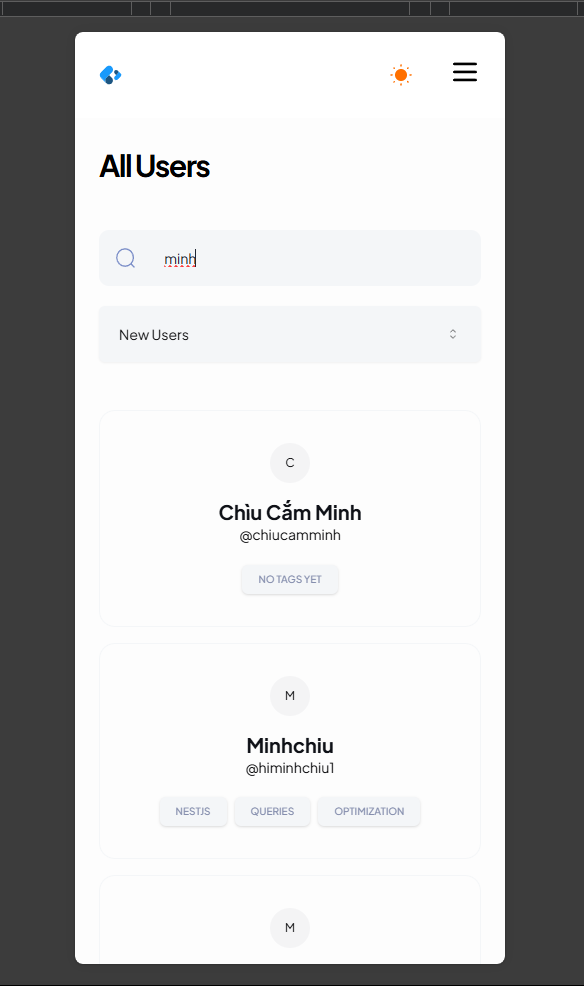 All Users
minh
New Users
C
Chìu Cắm Minh
@chiucamminh
NO TAGS YET
M
Minhchiu
@himinhchiu1
NESTJS QUERIES OPTIMIZATION
M